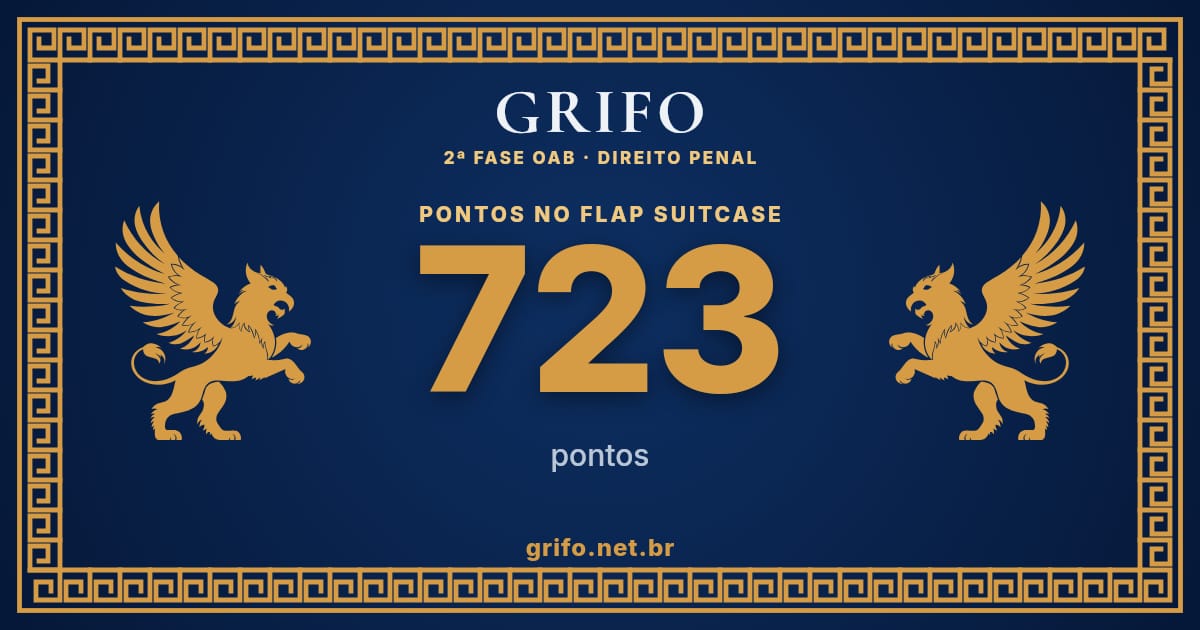 GRIFO
2ª FASE OAB · DIREITO PENAL
PONTOS NO FLAP SUITCASE
723
pontos
grifo.net.br